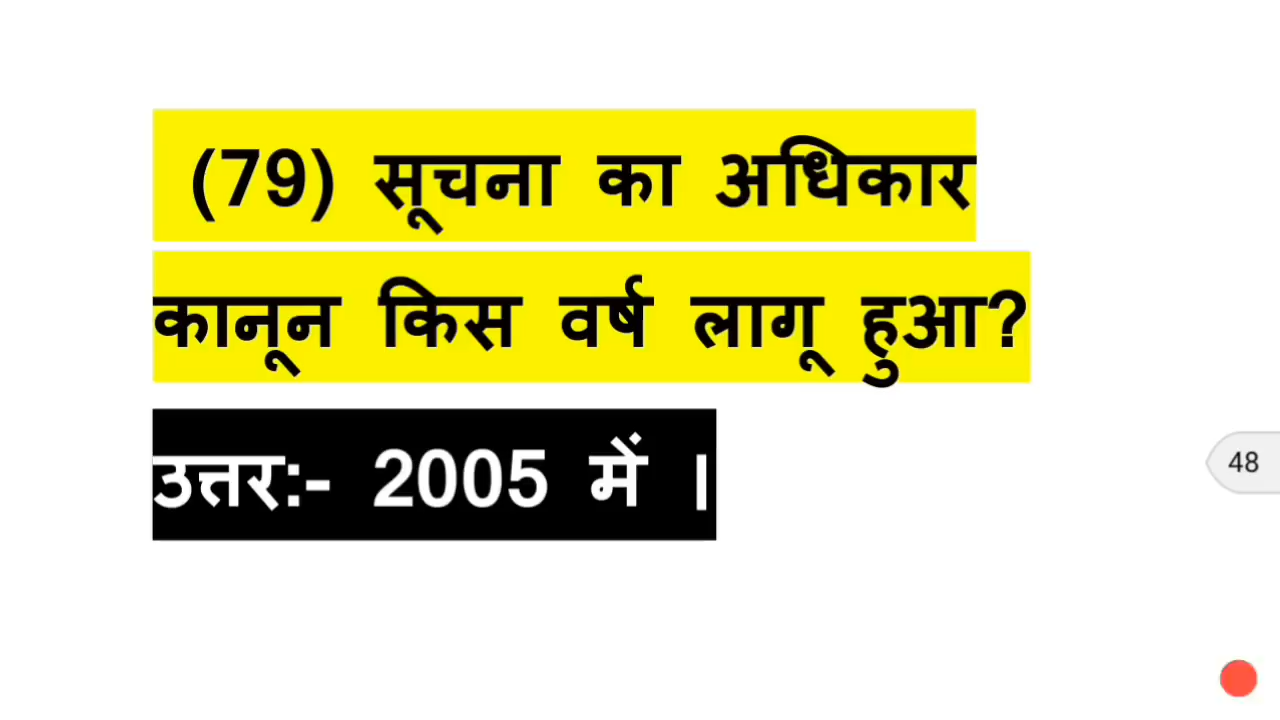 (79) सूचना का अधिकार
कानून किस वर्ष लागू हुआ?
उत्तर:- 2005 में ।
48